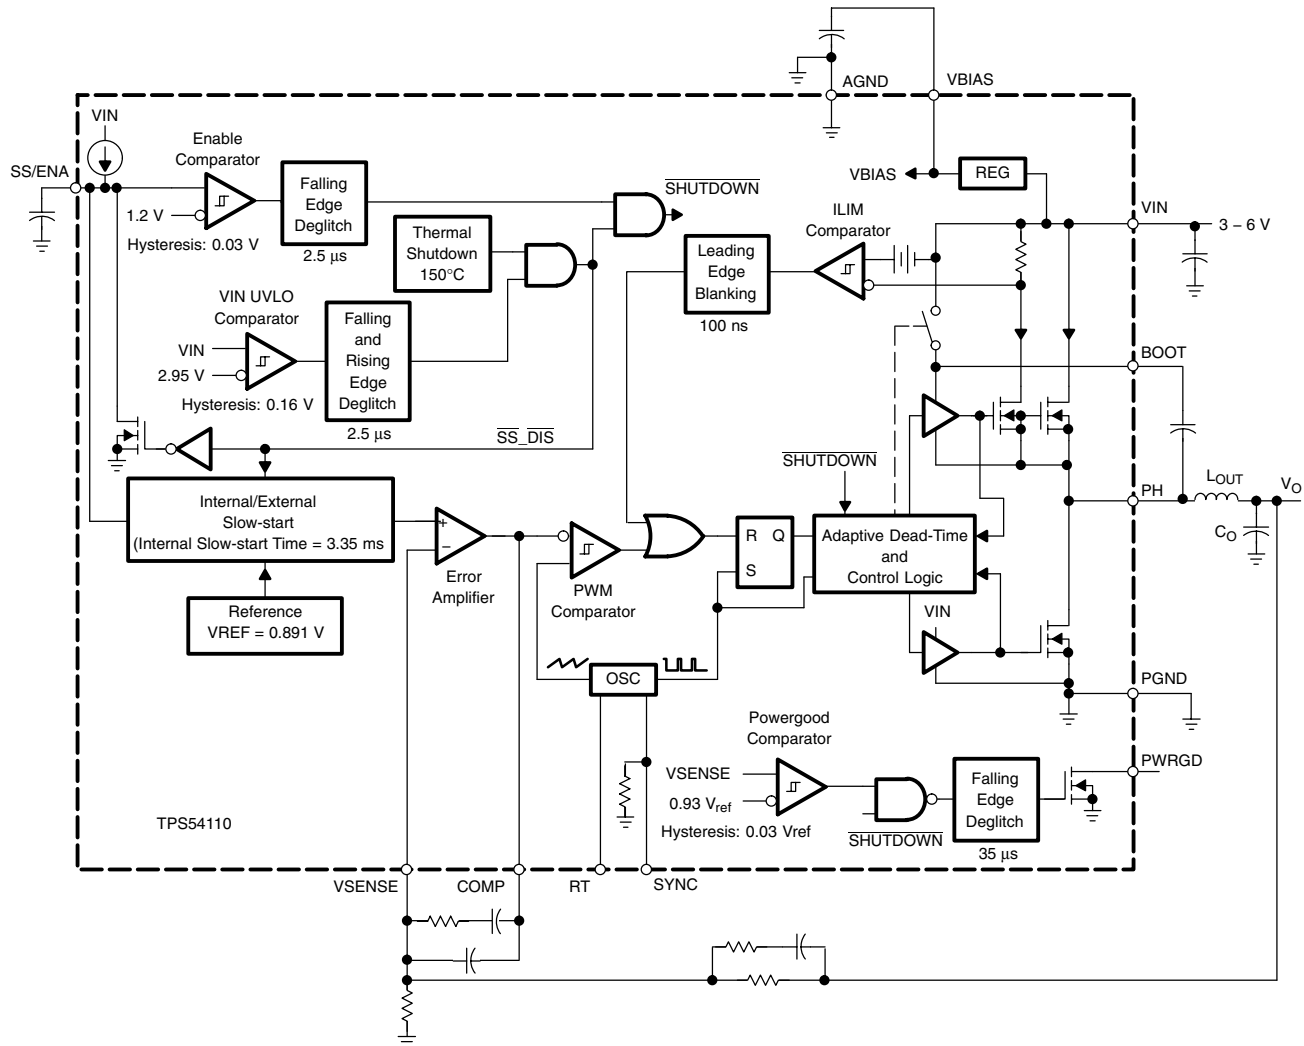 AGND
VBIAS
VIN
Enable
Comparator
SS/ENA
1.2 V
Hysteresis: 0.03 V
Falling
Edge
Deglitch
2.5 μs
SHUTDOWN
Thermal
Shutdown
150°C
VBIAS
REG
ILIM
Comparator
VIN
3 – 6 V
Leading
Edge
Blanking
100 ns
VIN UVLO
Comparator
VIN
2.95 V
Hysteresis: 0.16 V
Falling
and
Rising
Edge
Deglitch
2.5 μs
BOOT
SS_DIS
SHUTDOWN
PH
LOUT
VO
CO
Internal/External
Slow-start
(Internal Slow-start Time = 3.35 ms
Reference
VREF = 0.891 V
+
−
Error
Amplifier
PWM
Comparator
R Q
S
Adaptive Dead-Time
and
Control Logic
VIN
OSC
PGND
Powergood
Comparator
VSENSE
0.93 Vref
Hysteresis: 0.03 Vref
SHUTDOWN
Falling
Edge
Deglitch
35 μs
PWRGD
TPS54110
VSENSE
COMP
RT
SYNC